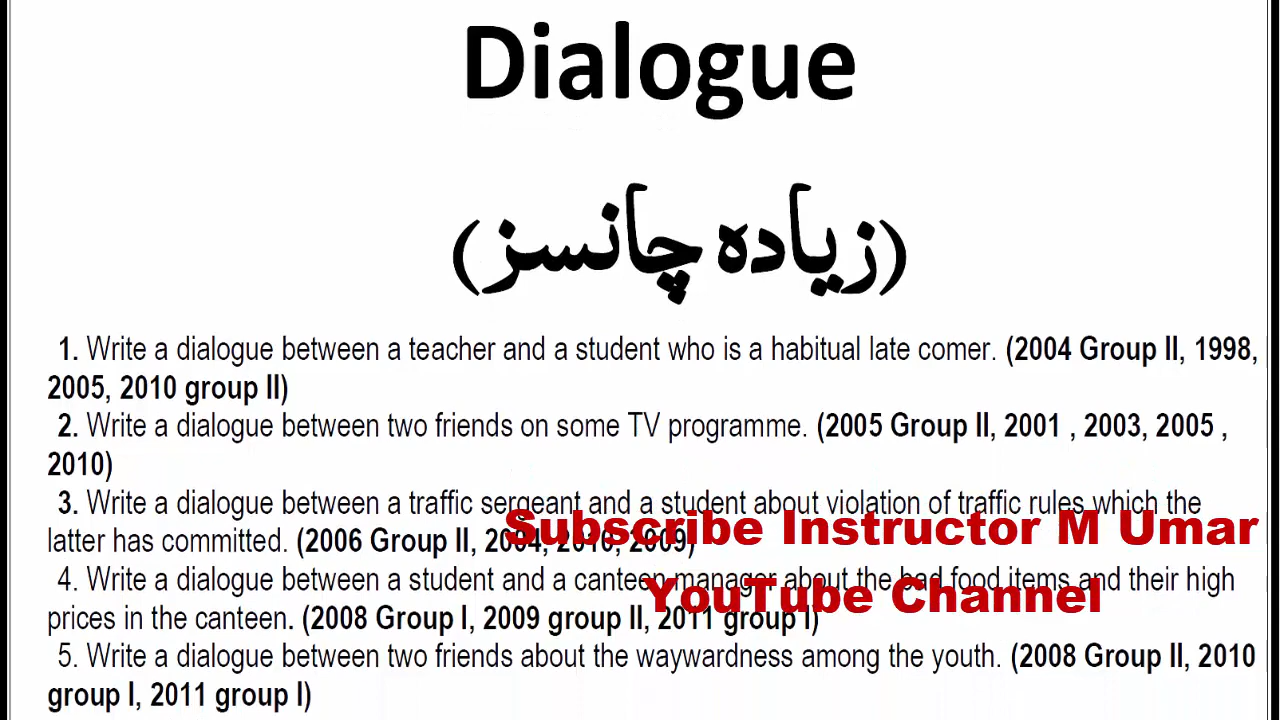 Dialogue
(زیادہ چانسز)
1. Write a dialogue between a teacher and a student who is a habitual late comer. (2004 Group II, 1998,
2005, 2010 group II)
2. Write a dialogue between two friends on some TV programme. (2005 Group II, 2001 , 2003, 2005 ,
2010)
3. Write a dialogue between a traffic sergeant and a student about violation of traffic rules which the
latter has committed. (2006 Group II, 2004, 2010, 2009)
Subscribe Instructor M Umar
4. Write a dialogue between a student and a canteen manager about the bad food items and their high
YouTube Channel
prices in the canteen. (2008 Group I, 2009 group II, 2011 group I)
5. Write a dialogue between two friends about the waywardness among the youth. (2008 Group II, 2010
group I, 2011 group I)